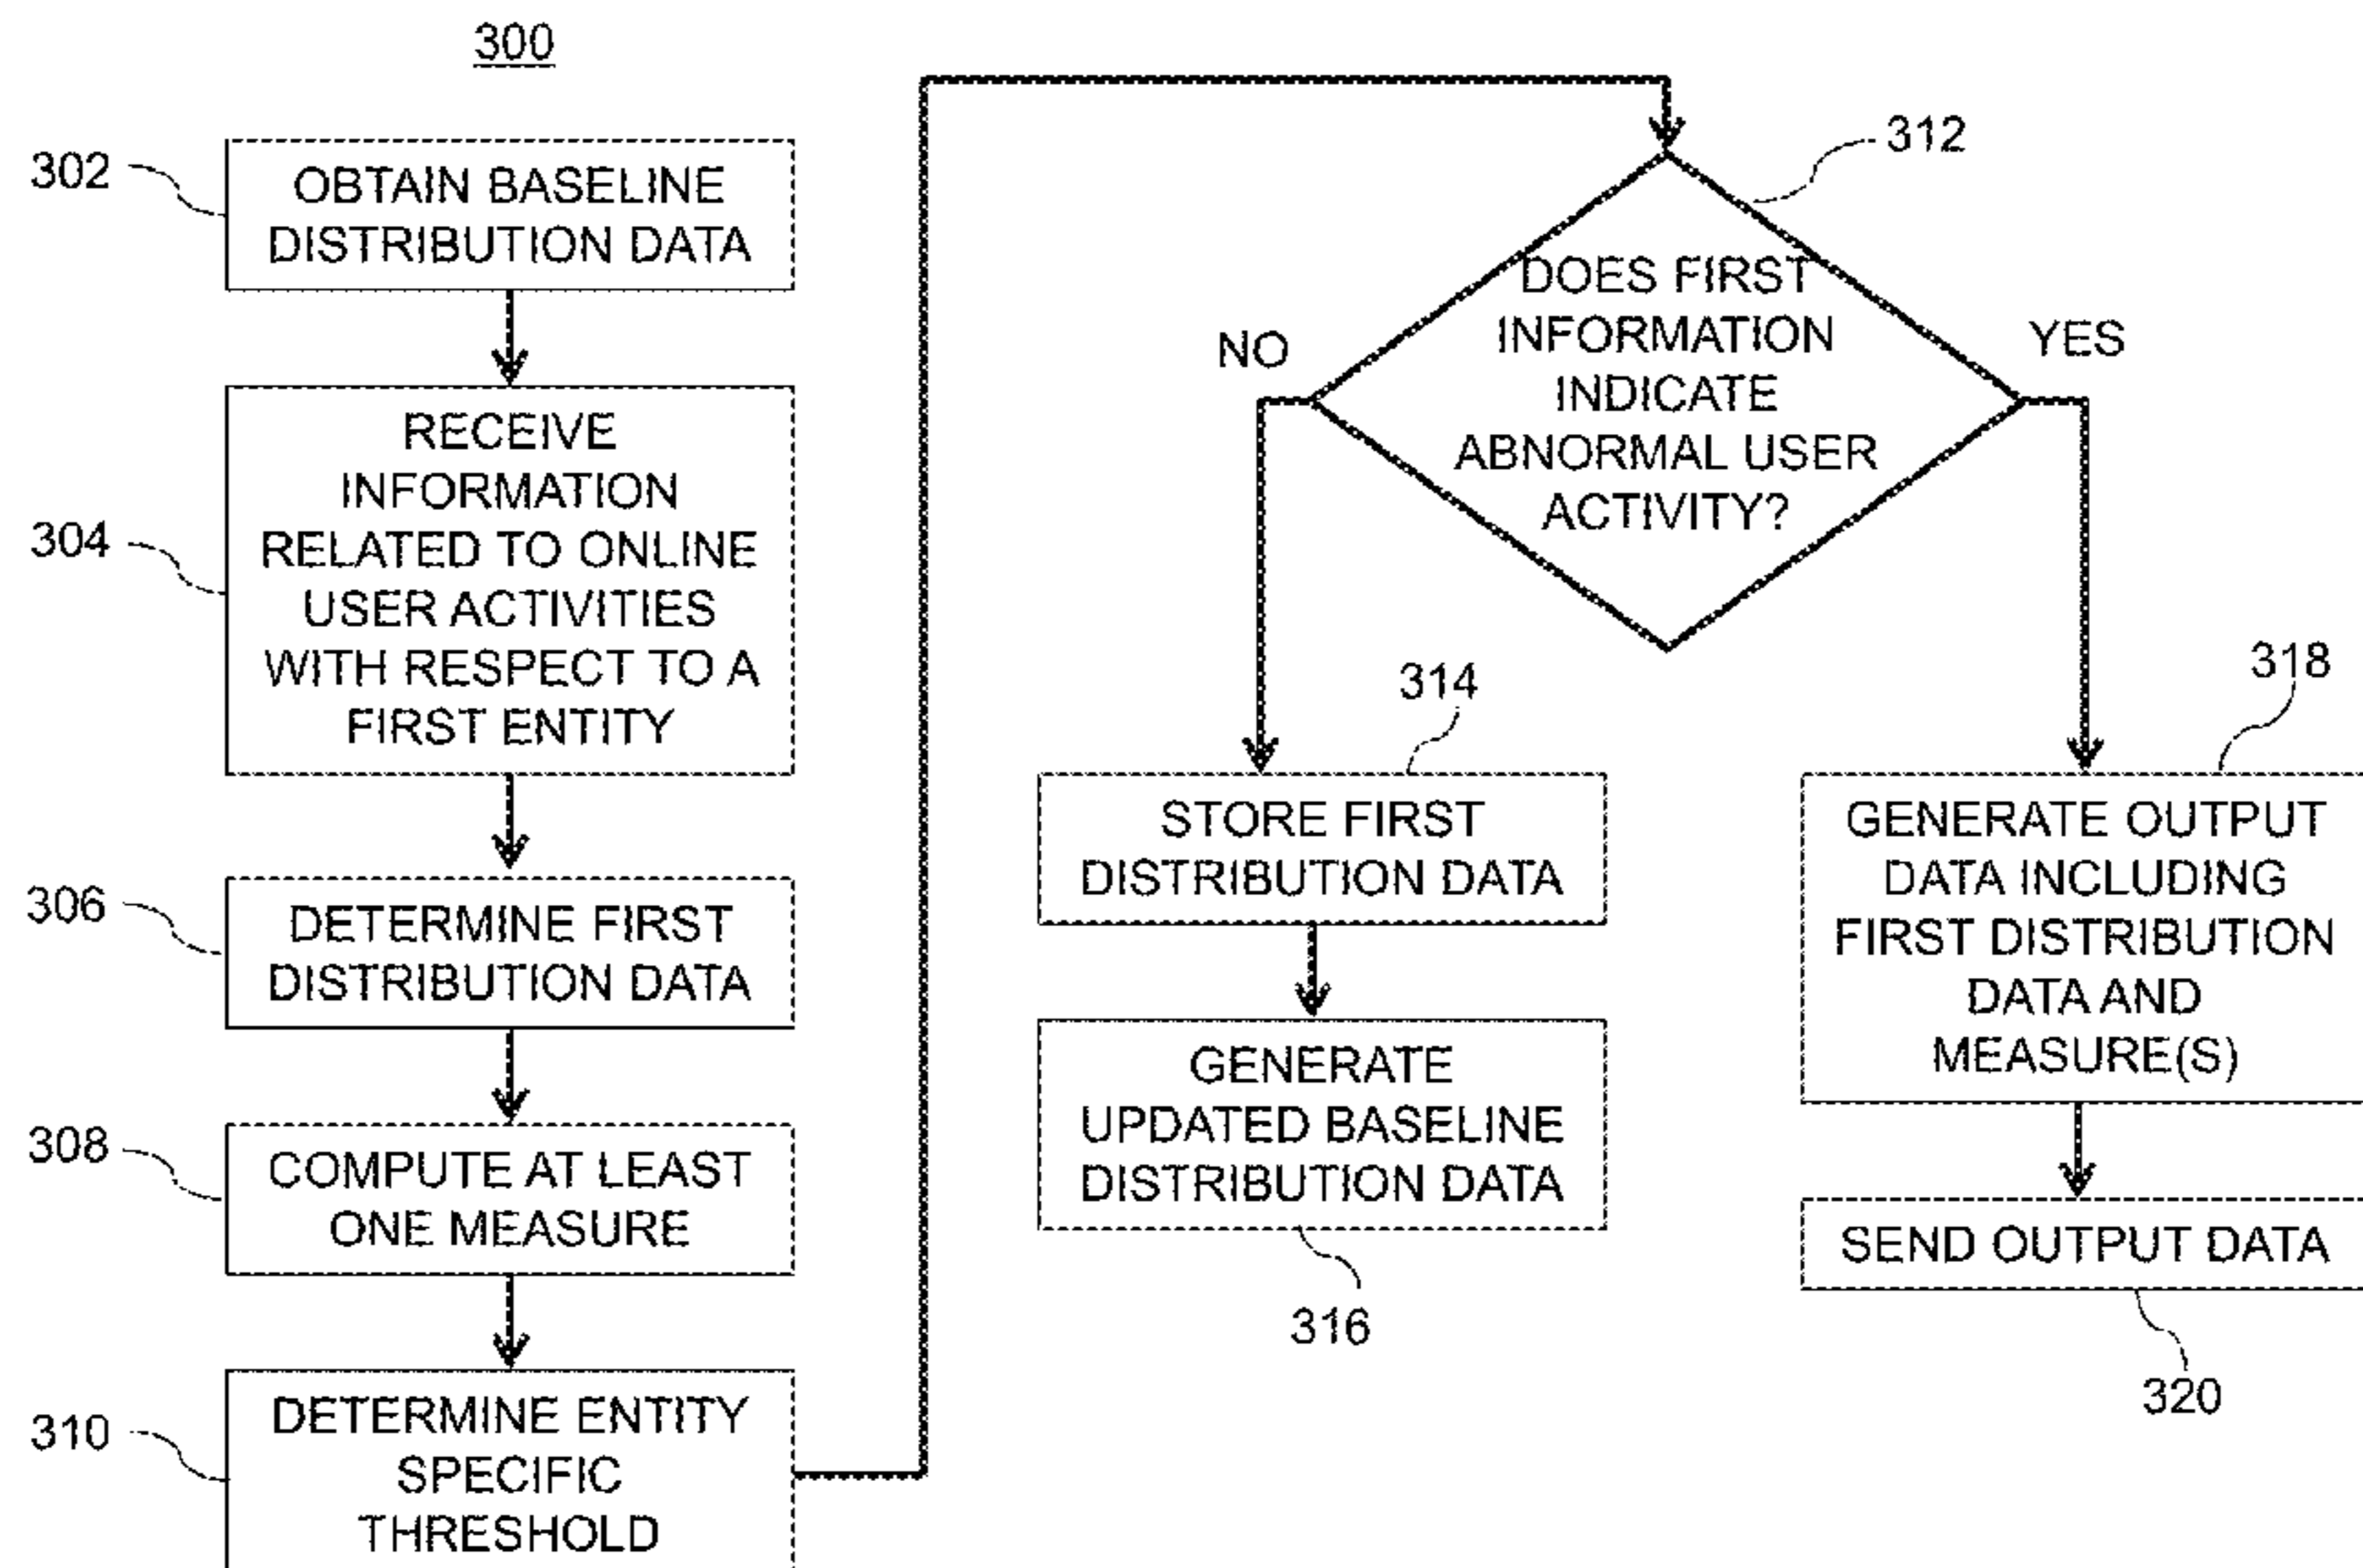 300
302
OBTAIN BASELINE
DISTRIBUTION DATA
304
RECEIVE
INFORMATION
RELATED TO ONLINE
USER ACTIVITIES
WITH RESPECT TO A
FIRST ENTITY
306
DETERMINE FIRST
DISTRIBUTION DATA
308
COMPUTE AT LEAST
ONE MEASURE
310
DETERMINE ENTITY
SPECIFIC
THRESHOLD
312
DOES FIRST
INFORMATION
INDICATE
ABNORMAL USER
ACTIVITY?
NO
YES
314
STORE FIRST
DISTRIBUTION DATA
GENERATE
UPDATED BASELINE
DISTRIBUTION DATA
316
318
GENERATE OUTPUT
DATA INCLUDING
FIRST DISTRIBUTION
DATA AND
MEASURE(S)
SEND OUTPUT DATA
320